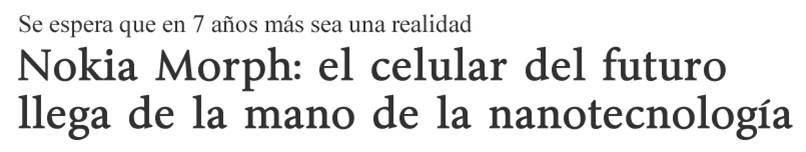 Se espera que en 7 años más sea una realidad
Nokia Morph: el celular del futuro
llega de la mano de la nanotecnología